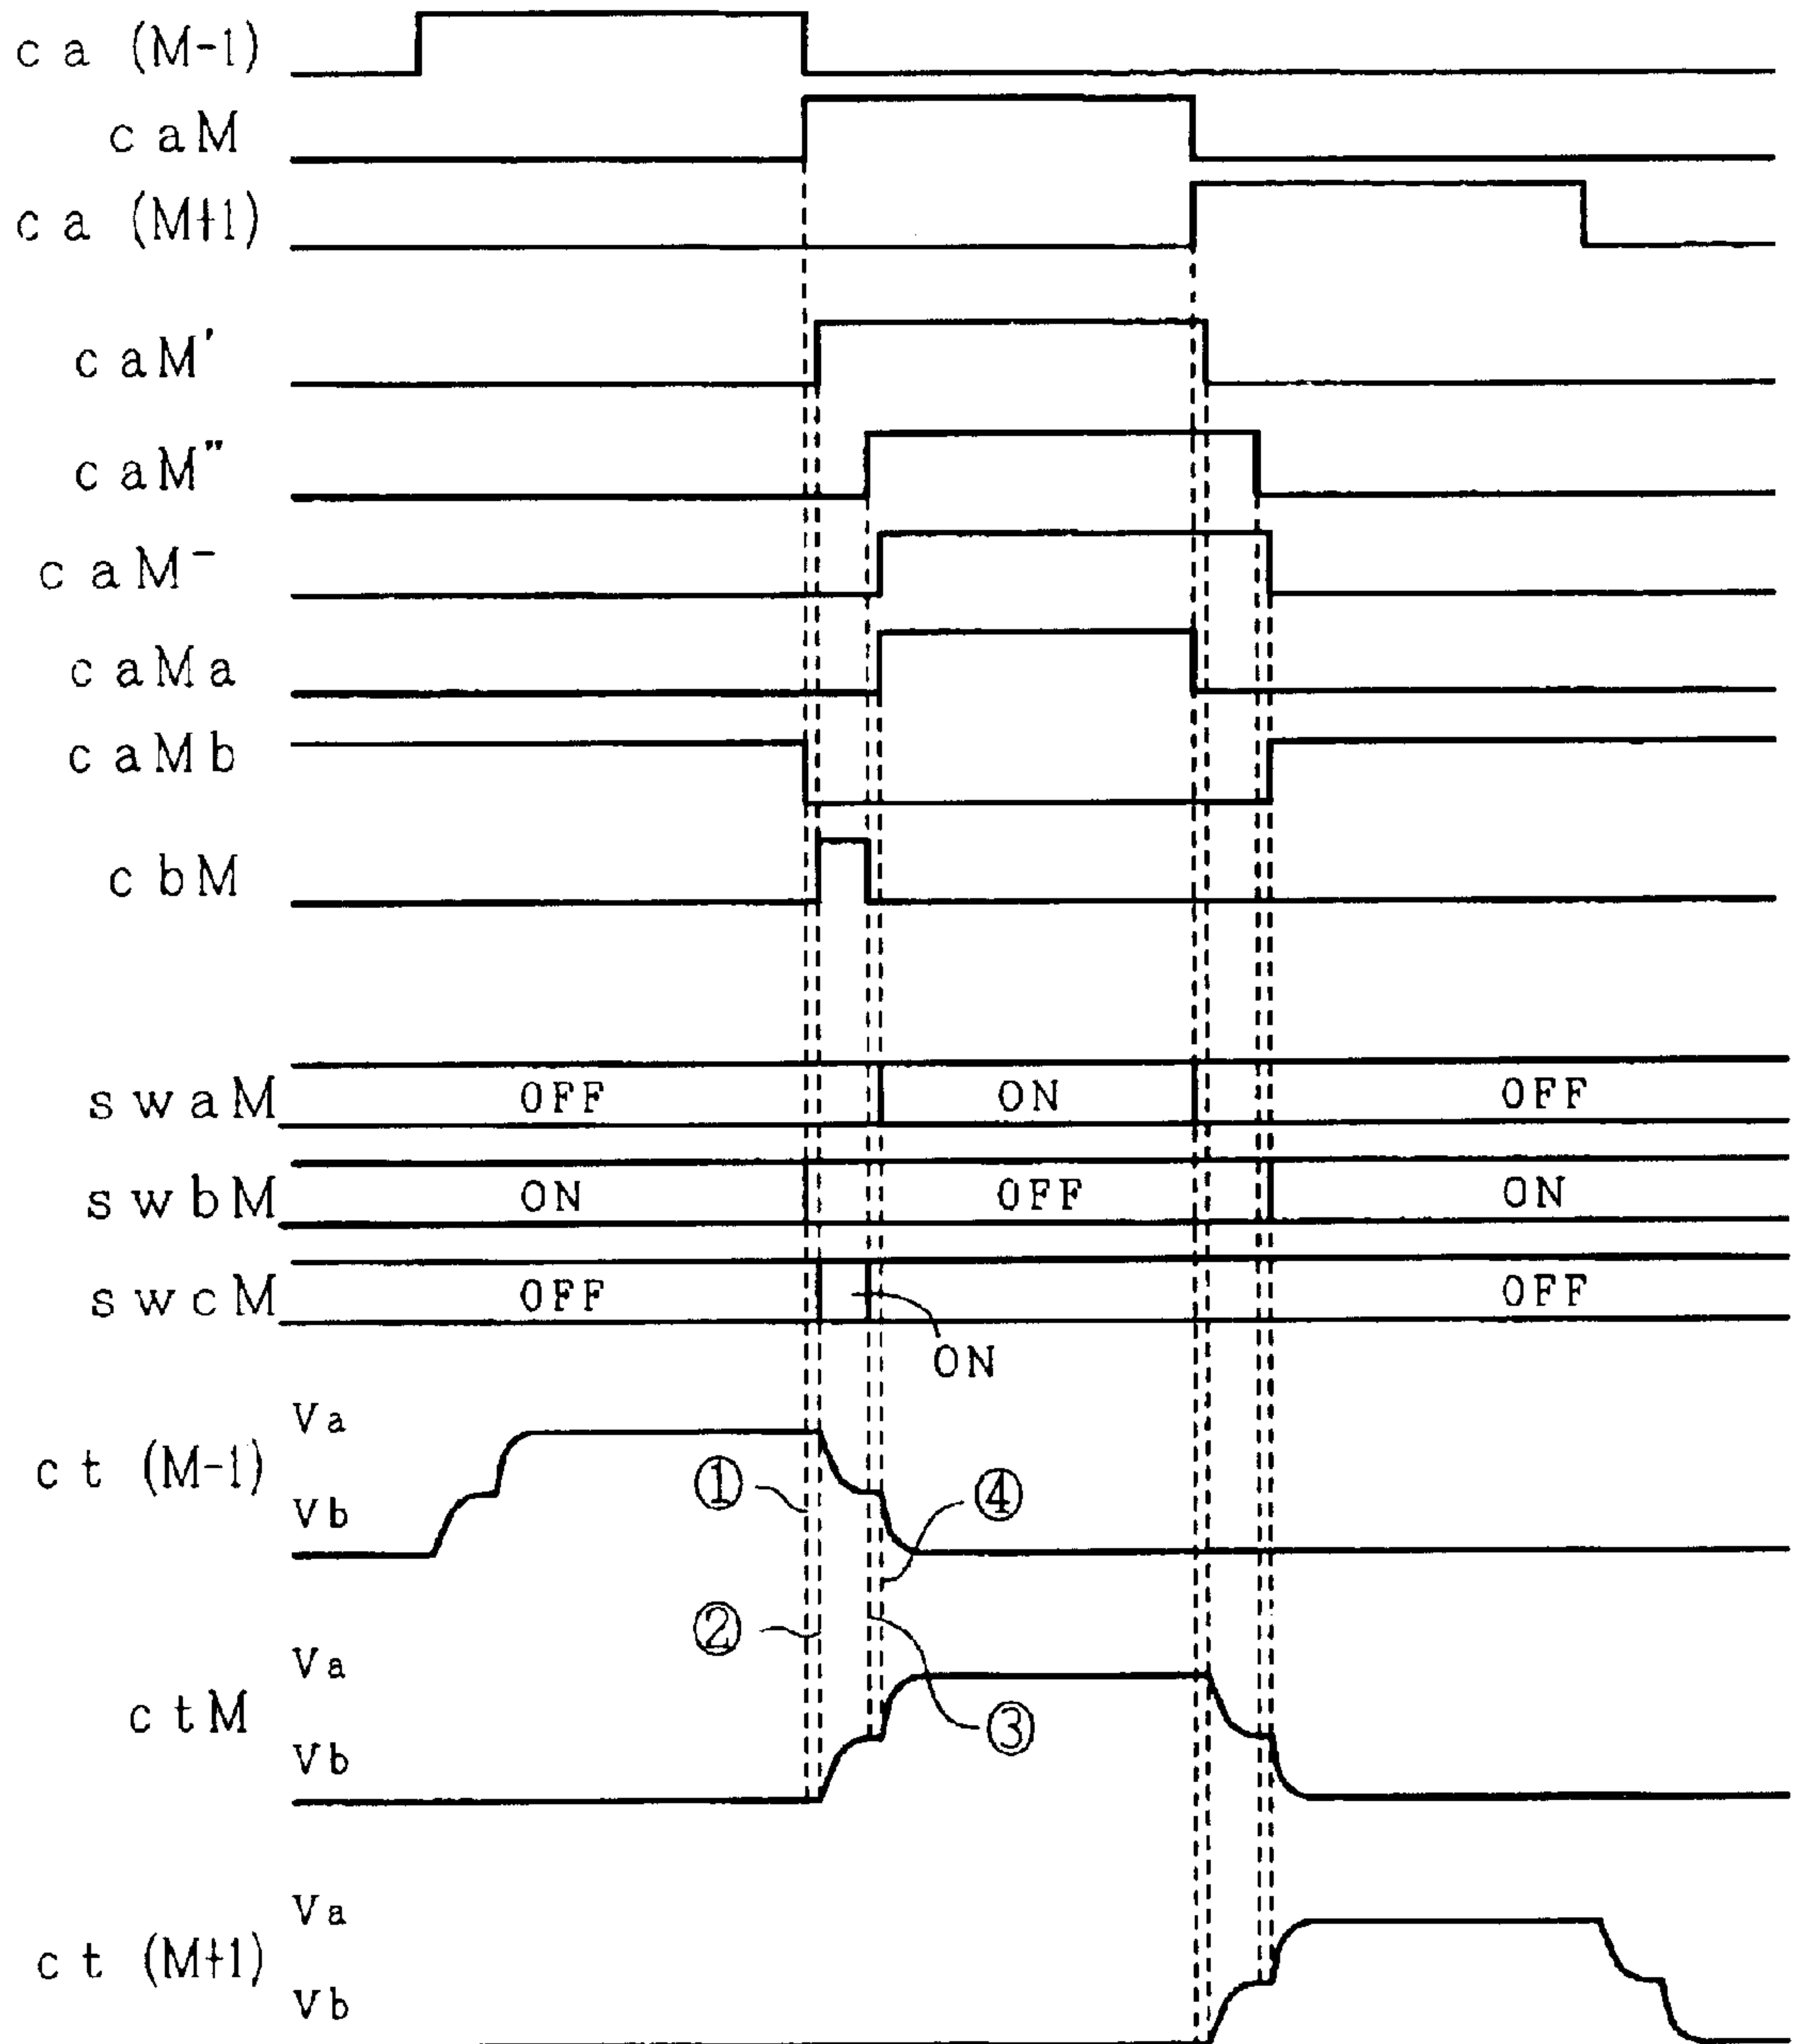 ca (M-1)
caM
ca (M+1)
caM'
caM"
caM-
caMa
caMb
cbM
swaM OFF ON OFF
swbM ON OFF ON
swcM OFF OFF
ON
Va
ct (M-1)
Vb
① ④
②
Va
ctM
③
Vb
Va
ct (M+1)
Vb